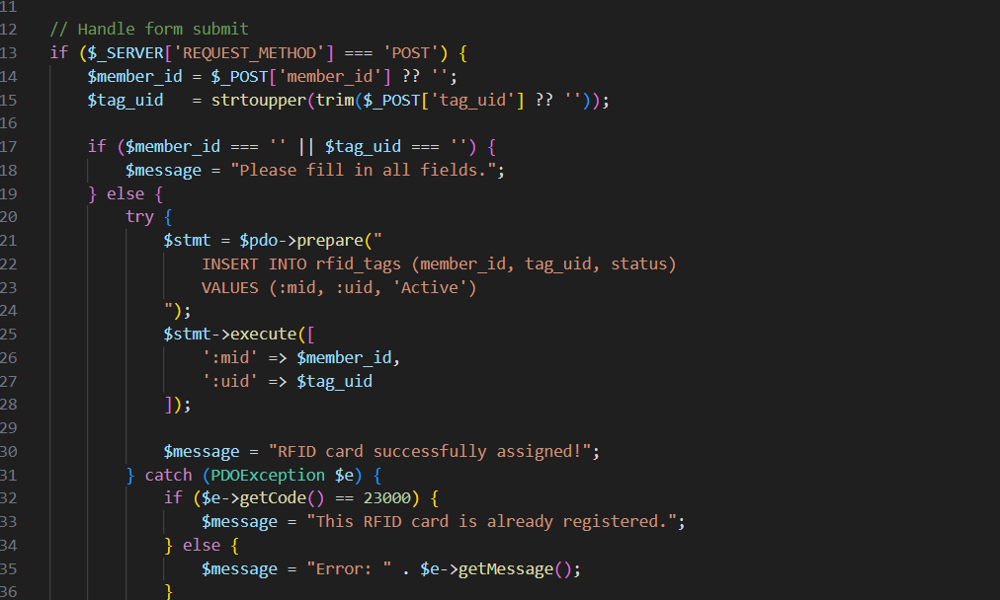 11
12 // Handle form submit
13 if ($_SERVER['REQUEST_METHOD'] === 'POST') {
14     $member_id = $_POST['member_id'] ?? '';
15     $tag_uid   = strtoupper(trim($_POST['tag_uid'] ?? ''));
16
17     if ($member_id === '' || $tag_uid === '') {
18         $message = "Please fill in all fields.";
19     } else {
20         try {
21             $stmt = $pdo->prepare("
22                 INSERT INTO rfid_tags (member_id, tag_uid, status)
23                 VALUES (:mid, :uid, 'Active')
24             ");
25             $stmt->execute([
26                 ':mid' => $member_id,
27                 ':uid' => $tag_uid
28             ]);
29
30             $message = "RFID card successfully assigned!";
31         } catch (PDOException $e) {
32             if ($e->getCode() == 23000) {
33                 $message = "This RFID card is already registered.";
34             } else {
35                 $message = "Error: " . $e->getMessage();
36             }